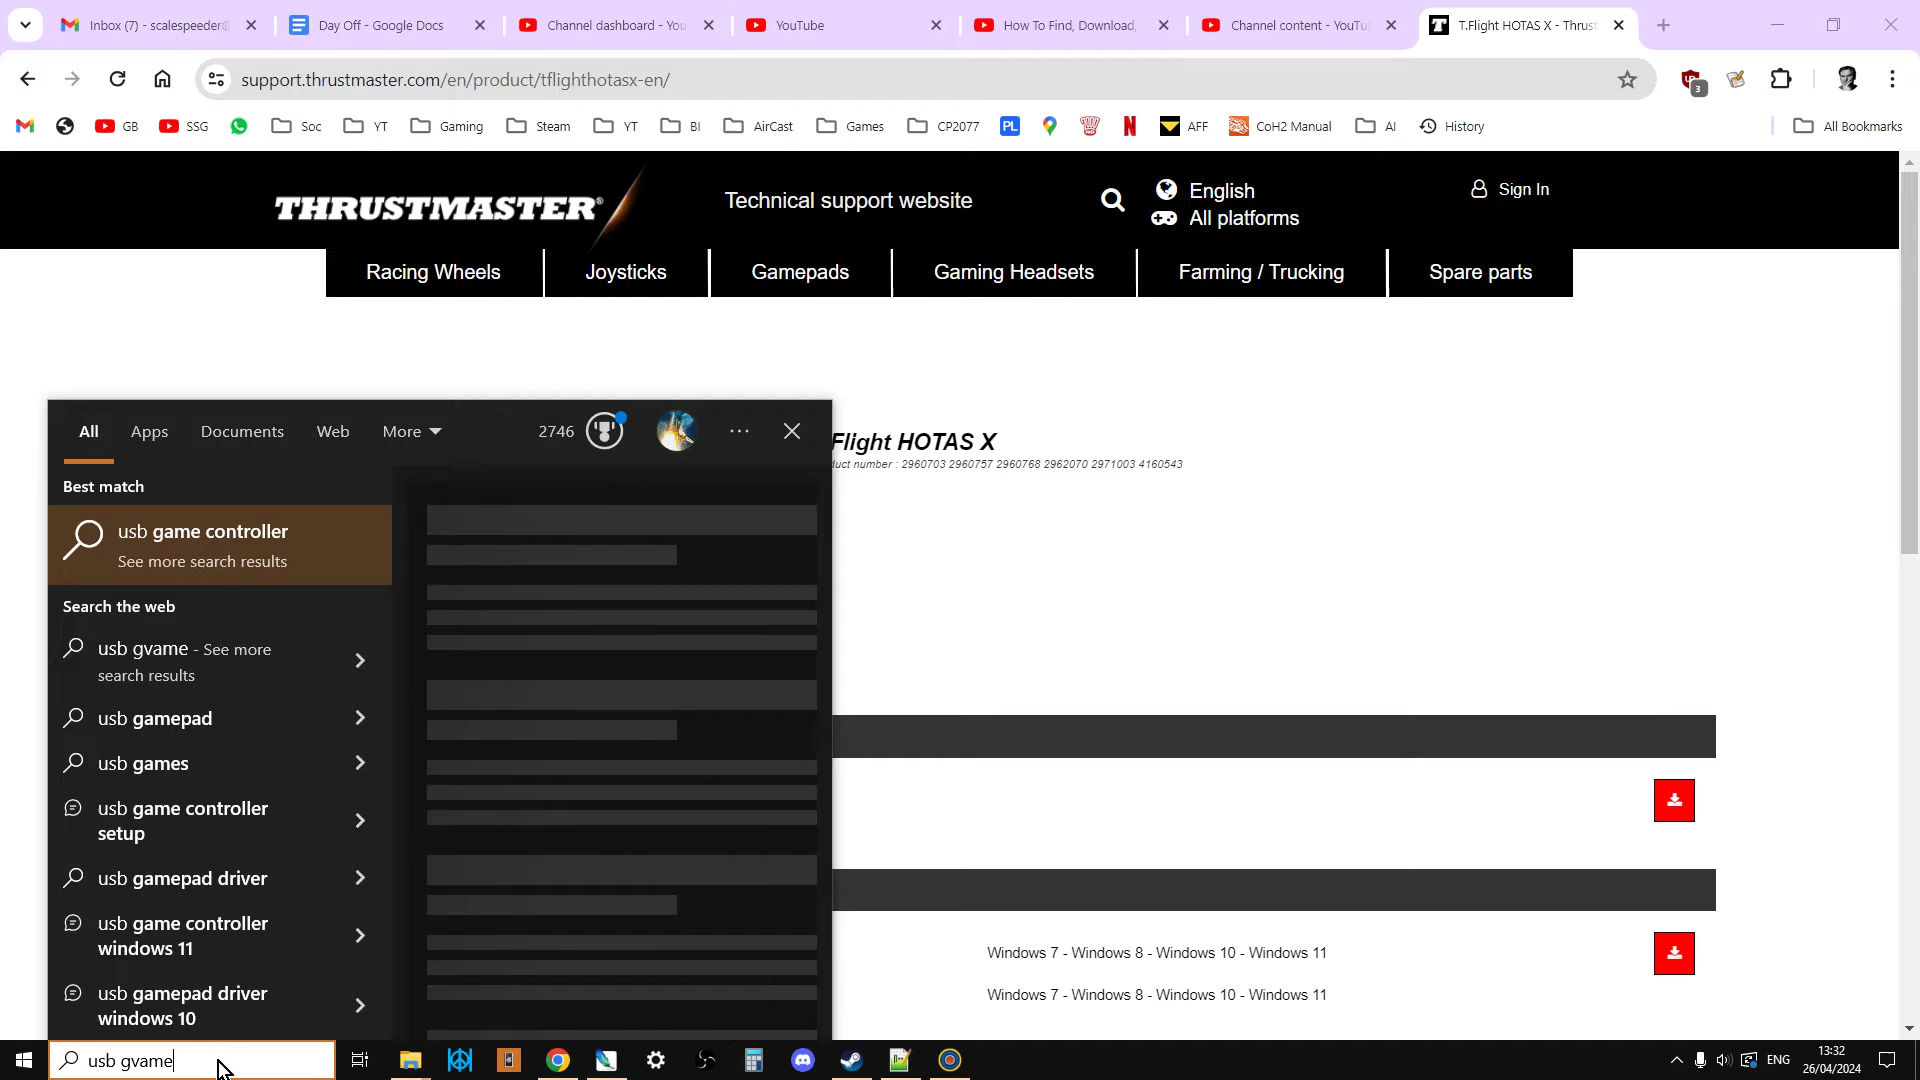 Inbox (7) - scalespeeder@
Day Off - Google Docs
Channel dashboard - You
YouTube
How To Find, Download,
Channel content - YouTu
T.Flight HOTAS X - Thrust
support.thrustmaster.com/en/product/tflighthotasx-en/
3
GB
SSG
Soc
YT
Gaming
Steam
YT
BI
AirCast
Games
CP2077
PL
AFF
CoH2 Manual
AI
History
All Bookmarks
THRUSTMASTER®
Technical support website
English
All platforms
Sign In
Racing Wheels
Joysticks
Gamepads
Gaming Headsets
Farming / Trucking
Spare parts
All
Apps
Documents
Web
More
2746
Flight HOTAS X
duct number : 2960703 2960757 2960768 2962070 2971003 4160543
Best match
usb game controller
See more search results
Search the web
usb gvame - See more
search results
usb gamepad
usb games
usb game controller
setup
usb gamepad driver
usb game controller
windows 11
usb gamepad driver
windows 10
Windows 7 - Windows 8 - Windows 10 - Windows 11
Windows 7 - Windows 8 - Windows 10 - Windows 11
usb gvame
ENG
13:32
26/04/2024